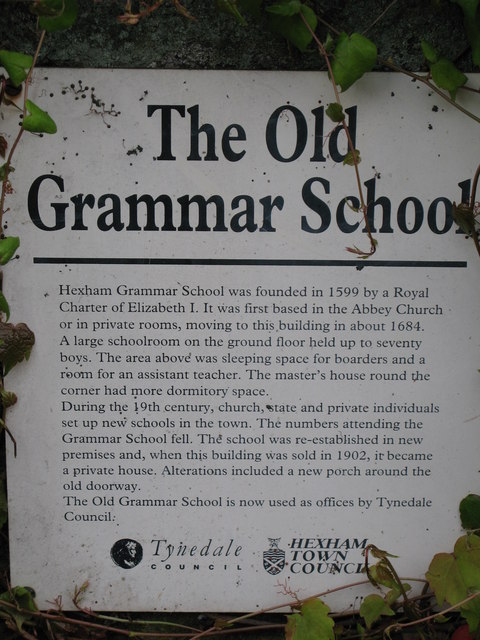 The Old
Grammar School
Hexham Grammar School was founded in 1599 by a Royal
Charter of Elizabeth I. It was first based in the Abbey Church
or in private rooms, moving to this building in about 1684.
A large schoolroom on the ground floor held up to seventy
boys. The area above was sleeping space for boarders and a
room for an assistant teacher. The master's house round the
corner had more dormitory space.
During the 19th century, church, state and private individuals
set up new schools in the town. The numbers attending the
Grammar School fell. The school was re-established in new
premises and, when this building was sold in 1902, it became
a private house. Alterations included a new porch around the
old doorway.
The Old Grammar School is now used as offices by Tynedale
Council.
Tynedale
COUNCIL
HEXHAM
TOWN
COUNCIL